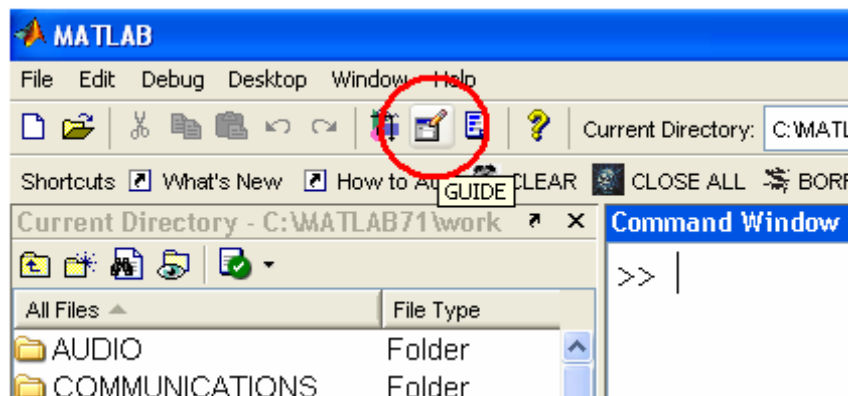 MATLAB
File Edit Debug Desktop Window Help
Current Directory: C:\MATL
Shortcuts What's New How to A CLEAR CLOSE ALL BORR
GUIDE
Current Directory - C:\MATLAB71\work
Command Window
>>
All Files File Type
AUDIO Folder
COMMUNICATIONS Folder